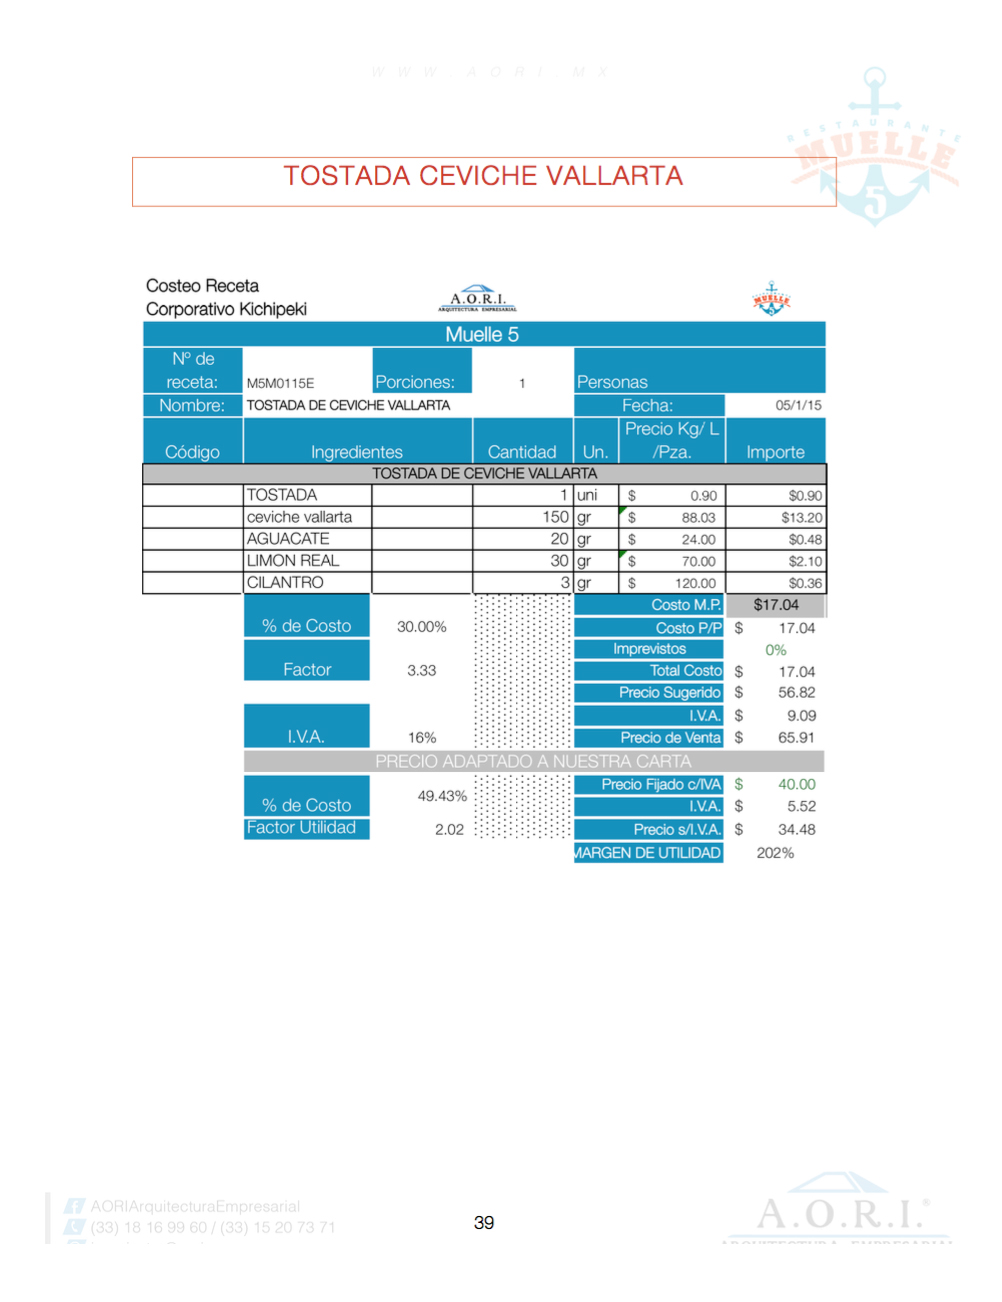 WWW AORI MX
RESTAURANTE
MUELLE
5
TOSTADA CEVICHE VALLARTA
Costeo Receta
Corporativo Kichipeki
A.O.R.I.
ARQUITECTURA EMPRESARIAL
MUELLE
5
Muelle 5
Nº de receta: M5M0115E Porciones: 1 Personas
Nombre: TOSTADA DE CEVICHE VALLARTA Fecha: 05/1/15
Código Ingredientes Cantidad Un. Precio Kg/ L /Pza. Importe
TOSTADA DE CEVICHE VALLARTA
TOSTADA 1 uni $ 0.90 $0.90
ceviche vallarta 150 gr $ 88.03 $13.20
AGUACATE 20 gr $ 24.00 $0.48
LIMON REAL 30 gr $ 70.00 $2.10
CILANTRO 3 gr $ 120.00 $0.36
Costo M.P. $17.04
% de Costo 30.00% Costo P/P $ 17.04
Imprevistos 0%
Factor 3.33 Total Costo $ 17.04
Precio Sugerido $ 56.82
I.V.A. $ 9.09
I.V.A. 16% Precio de Venta $ 65.91
PRECIO ADAPTADO A NUESTRA CARTA
Precio Fijado c/IVA $ 40.00
% de Costo 49.43% I.V.A. $ 5.52
Factor Utilidad 2.02 Precio s/I.V.A. $ 34.48
MARGEN DE UTILIDAD 202%
AORIArquitecturaEmpresarial
(33) 18 16 99 60 / (33) 15 20 73 71
39
A.O.R.I.®
ARQUITECTURA EMPRESARIAL